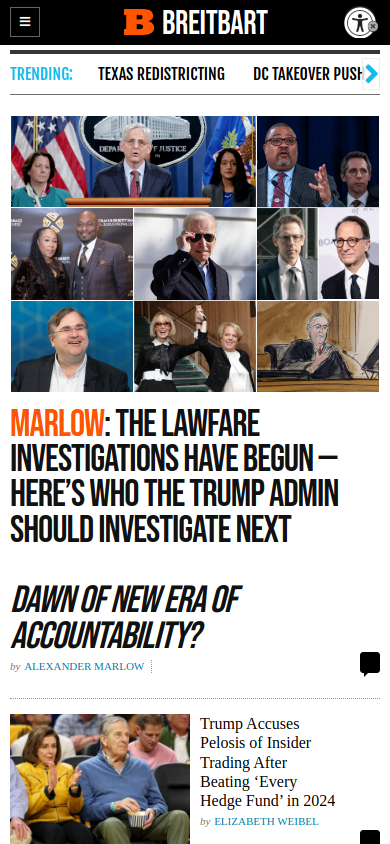 BREITBART
TRENDING:
TEXAS REDISTRICTING
DC TAKEOVER PUSH
MARLOW: THE LAWFARE
INVESTIGATIONS HAVE BEGUN —
HERE’S WHO THE TRUMP ADMIN
SHOULD INVESTIGATE NEXT
DAWN OF NEW ERA OF
ACCOUNTABILITY?
by ALEXANDER MARLOW
Trump Accuses
Pelosi of Insider
Trading After
Beating ‘Every
Hedge Fund’ in 2024
by ELIZABETH WEIBEL